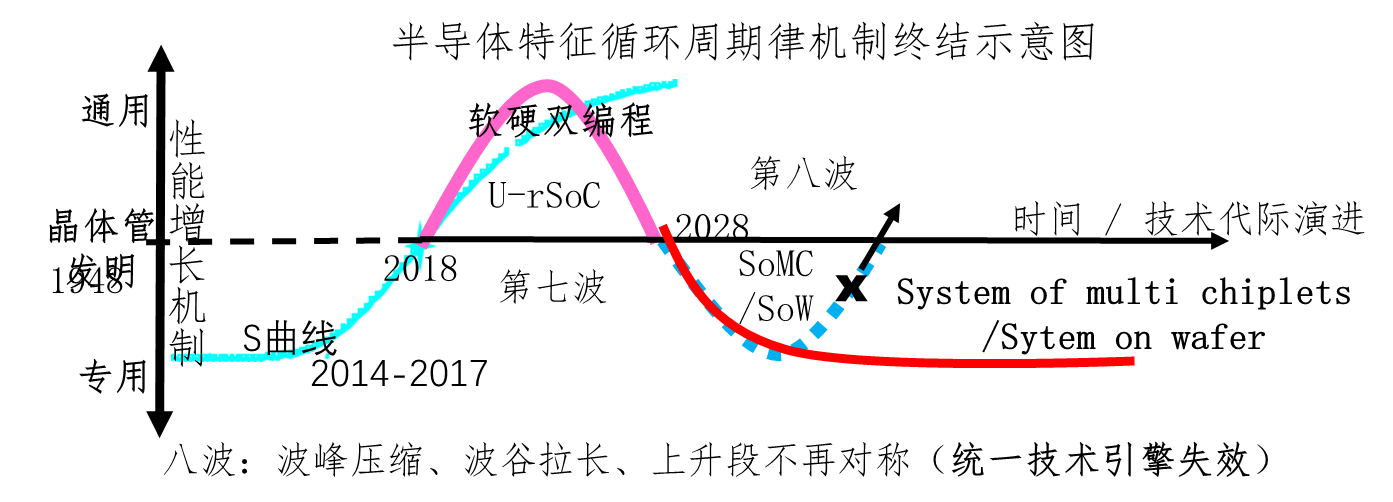 半导体特征循环周期律机制终结示意图
通用
性能增长机制
软硬双编程
第八波
U-rSoC
晶体管
发明
1948
2018
2028
时间 / 技术代际演进
第七波
SoMC
/SoW
System of multi chiplets
/Sytem on wafer
S曲线
2014-2017
专用
八波：波峰压缩、波谷拉长、上升段不再对称（统一技术引擎失效）